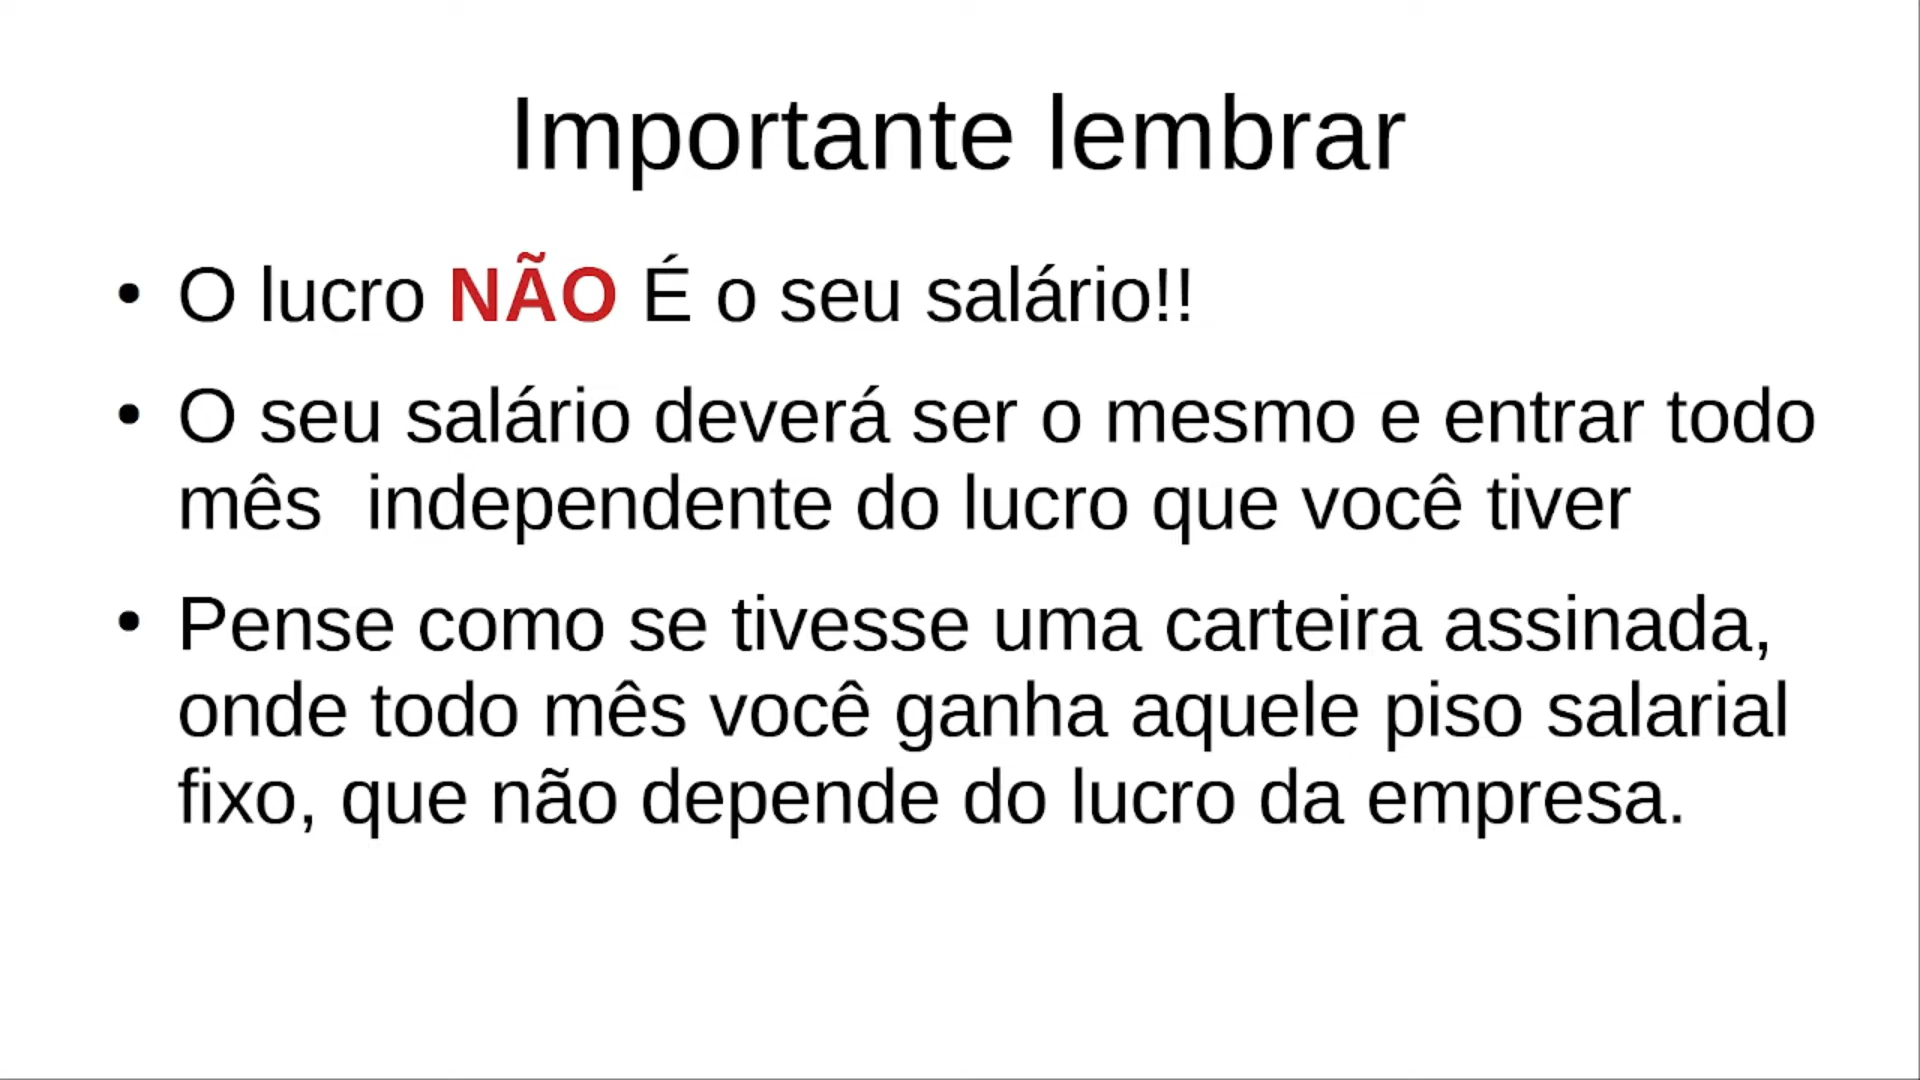 Importante lembrar
• O lucro NÃO É o seu salário!!
• O seu salário deverá ser o mesmo e entrar todo
mês  independente do lucro que você tiver
• Pense como se tivesse uma carteira assinada,
onde todo mês você ganha aquele piso salarial
fixo, que não depende do lucro da empresa.